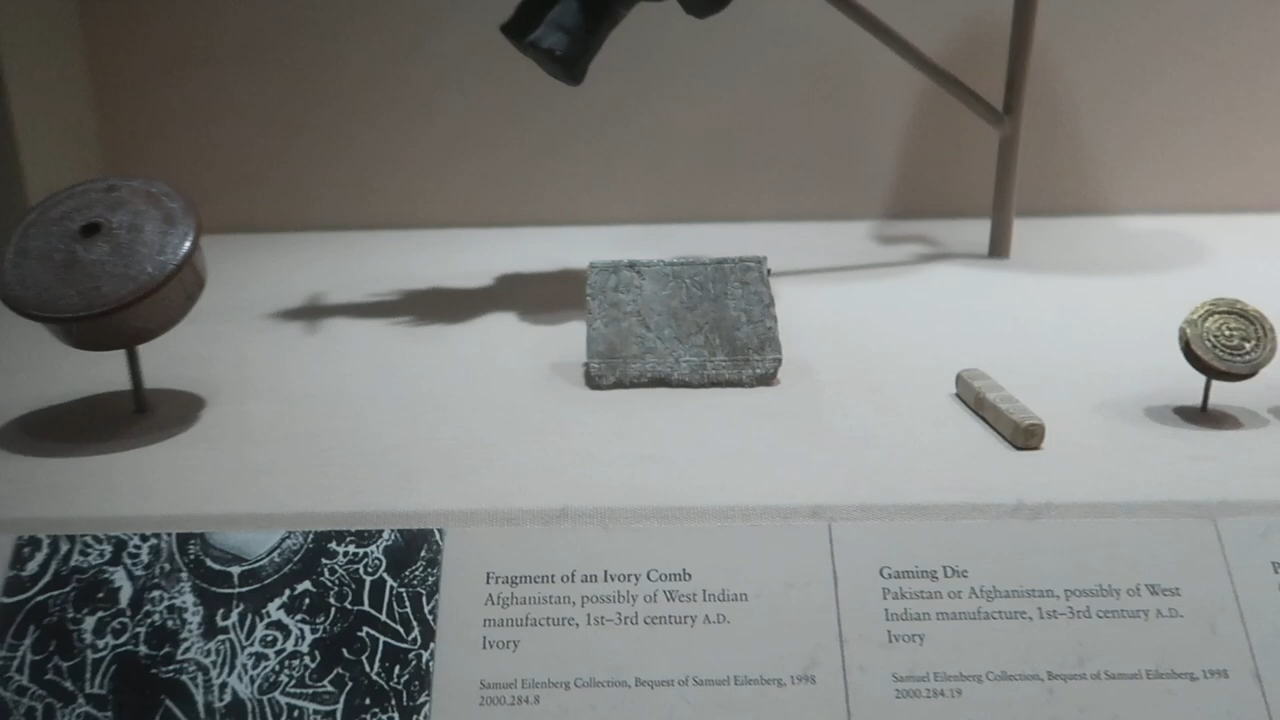 Fragment of an Ivory Comb
Afghanistan, possibly of West Indian
manufacture, 1st–3rd century A.D.
Ivory
Samuel Eilenberg Collection, Bequest of Samuel Eilenberg, 1998
2000.284.8
Gaming Die
Pakistan or Afghanistan, possibly of West
Indian manufacture, 1st–3rd century A.D.
Ivory
Samuel Eilenberg Collection, Bequest of Samuel Eilenberg, 1998
2000.284.19